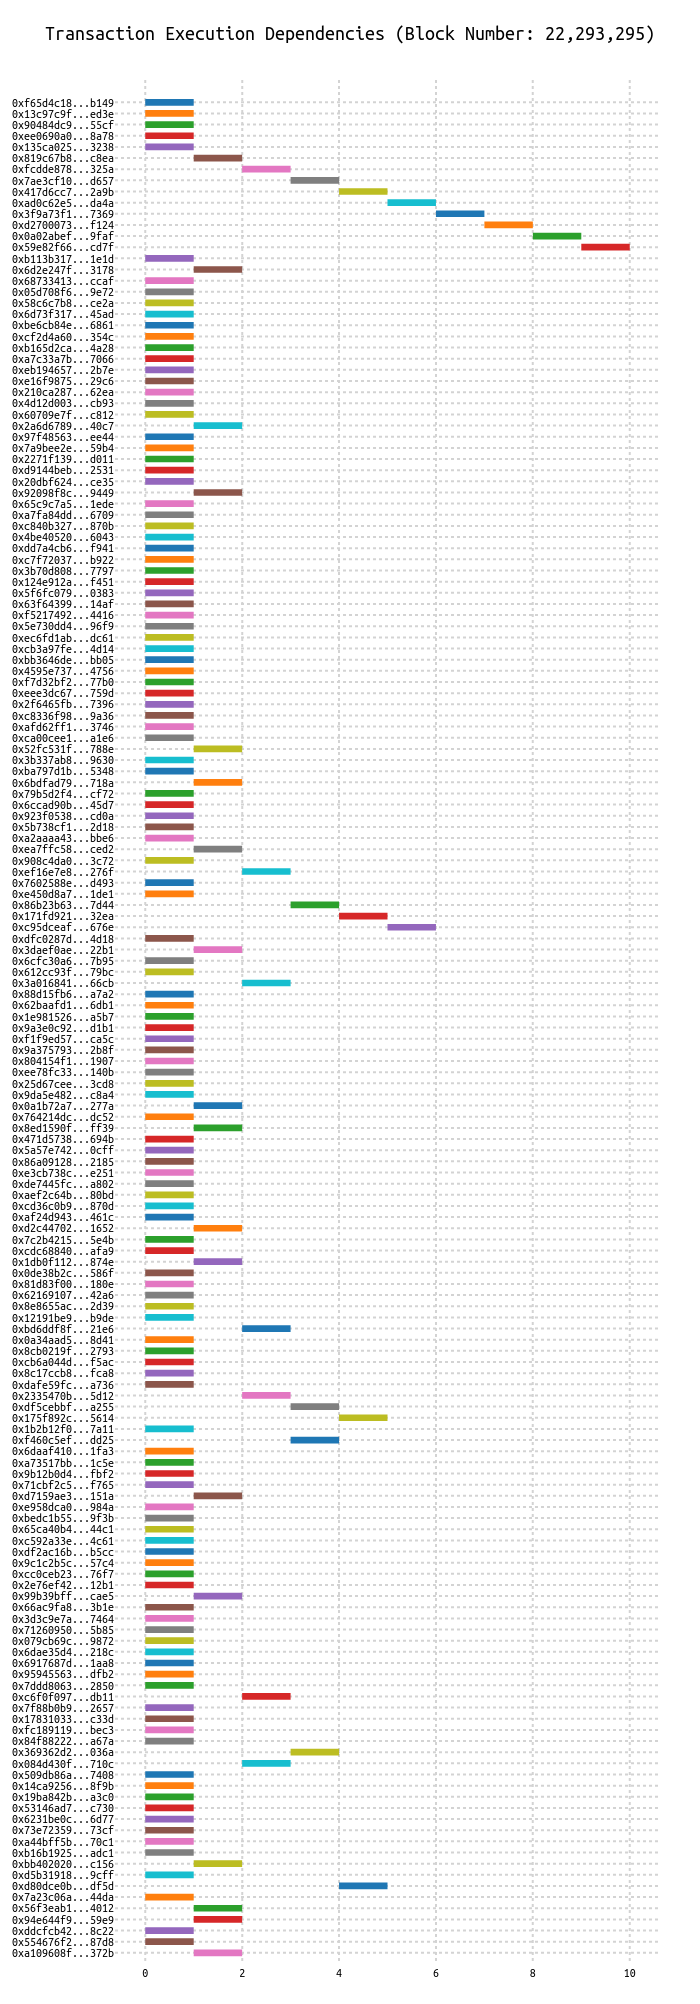 Transaction Execution Dependencies (Block Number: 22,293,295)
0xf65d4c18...b149
0x13c97c9f...ed3e
0x90484dc9...55cf
0xee0690a0...8a78
0x135ca025...3238
0x819c67b8...c8ea
0xfcdde878...325a
0x7ae3cf10...d657
0x417d6cc7...2a9b
0xad0c62e5...da4a
0x3f9a73f1...7369
0xd2700073...f124
0x0a02abef...9faf
0x59e82f66...cd7f
0xb113b317...1e1d
0x6d2e247f...3178
0x68733413...ccaf
0x05d708f6...9e72
0x58c6c7b8...ce2a
0x6d73f317...45ad
0xbe6cb84e...6861
0xcf2d4a60...354c
0xb165d2ca...4a28
0xa7c33a7b...7066
0xeb194657...2b7e
0xe16f9875...29c6
0x210ca287...62ea
0x4d12d003...cb93
0x60709e7f...c812
0x2a6d6789...40c7
0x97f48563...ee44
0x7a9bee2e...59b4
0x2271f139...d011
0xd9144beb...2531
0x20dbf624...ce35
0x92098f8c...9449
0x65c9c7a5...1ede
0xa7fa84dd...6709
0xc840b327...870b
0x4be40520...6043
0xdd7a4cb6...f941
0xc7f72037...b922
0x3b70d808...7797
0x124e912a...f451
0x5f6fc079...0383
0x63f64399...14af
0xf5217492...4416
0x5e730dd4...96f9
0xec6fd1ab...dc61
0xcb3a97fe...4d14
0xbb3646de...bb05
0x4595e737...4756
0xf7d32bf2...77b0
0xeee3dc67...759d
0x2f6465fb...7396
0xc8336f98...9a36
0xafd62ff1...3746
0xca00cee1...a1e6
0x52fc531f...788e
0x3b337ab8...9630
0xba797d1b...5348
0x6bdfad79...718a
0x79b5d2f4...cf72
0x6ccad90b...45d7
0x923f0538...cd0a
0x5b738cf1...2d18
0xa2aaaa43...bbe6
0xea7ffc58...ced2
0x908c4da0...3c72
0xef16e7e8...276f
0x7602588e...d493
0xe450d8a7...1de1
0x86b23b63...7d44
0x171fd921...32ea
0xc95dceaf...676e
0xdfc0287d...4d18
0x3daef0ae...22b1
0x6cfc30a6...7b95
0x612cc93f...79bc
0x3a016841...66cb
0x88d15fb6...a7a2
0x62baafd1...6db1
0x1e981526...a5b7
0x9a3e0c92...d1b1
0xf1f9ed57...ca5c
0x9a375793...2b8f
0x804154f1...1907
0xee78fc33...140b
0x25d67cee...3cd8
0x9da5e482...c8a4
0x0a1b72a7...277a
0x764214dc...dc52
0x8ed1590f...ff39
0x471d5738...694b
0x5a57e742...0cff
0x86a09128...2185
0xe3cb738c...e251
0xde7445fc...a802
0xaef2c64b...80bd
0xcd36c0b9...870d
0xaf24d943...461c
0xd2c44702...1652
0x7c2b4215...5e4b
0xcdc68840...afa9
0x1db0f112...874e
0x0de38b2c...586f
0x81d83f00...180e
0x62169107...42a6
0x8e8655ac...2d39
0x12191be9...b9de
0xbd6ddf8f...21e6
0x0a34aad5...8d41
0x8cb0219f...2793
0xcb6a044d...f5ac
0x8c17ccb8...fca8
0xdafe59fc...a736
0x2335470b...5d12
0xdf5cebbf...a255
0x175f892c...5614
0x1b2b12f0...7a11
0xf460c5ef...dd25
0x6daaf410...1fa3
0xa73517bb...1c5e
0x9b12b0d4...fbf2
0x71cbf2c5...f765
0xd7159ae3...151a
0xe958dca0...984a
0xbedc1b55...9f3b
0x65ca40b4...44c1
0xc592a33e...4c61
0xdf2ac16b...b5cc
0x9c1c2b5c...57c4
0xcc0ceb23...76f7
0x2e76ef42...12b1
0x99b39bff...cae5
0x66ac9fa8...3b1e
0x3d3c9e7a...7464
0x71260950...5b85
0x079cb69c...9872
0x6dae35d4...218c
0x6917687d...1aa8
0x95945563...dfb2
0x7ddd8063...2850
0xc6f0f097...db11
0x7f88b0b9...2657
0x17831033...c33d
0xfc189119...bec3
0x84f88222...a67a
0x369362d2...036a
0x084d430f...710c
0x509db86a...7408
0x14ca9256...8f9b
0x19ba842b...a3c0
0x53146ad7...c730
0x6231be0c...6d77
0x73e72359...73cf
0xa44bff5b...70c1
0xb16b1925...adc1
0xbb402020...c156
0xd5b31918...9cff
0xd80dce0b...df5d
0x7a23c06a...44da
0x56f3eab1...4012
0x94e644f9...59e9
0xddcfcb42...8c22
0x554676f2...87d8
0xa109608f...372b
0 2 4 6 8 10